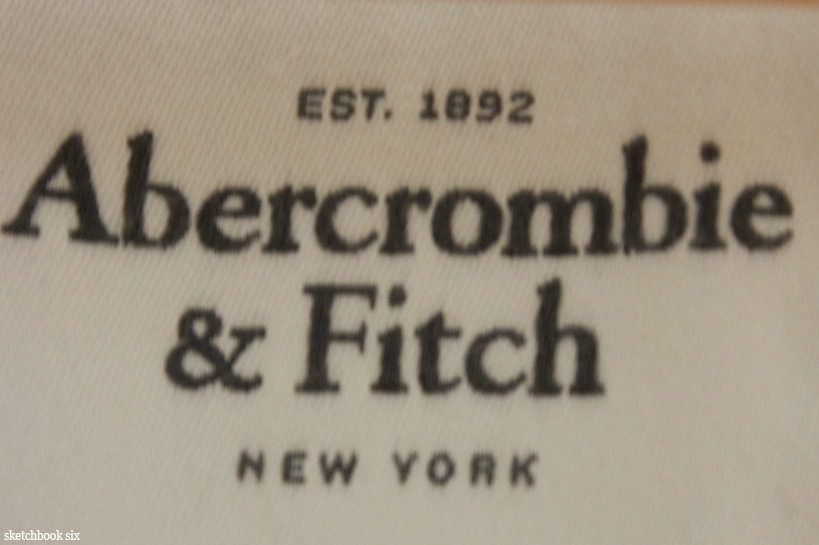 EST. 1892
Abercrombie
& Fitch
NEW YORK
sketchbook six